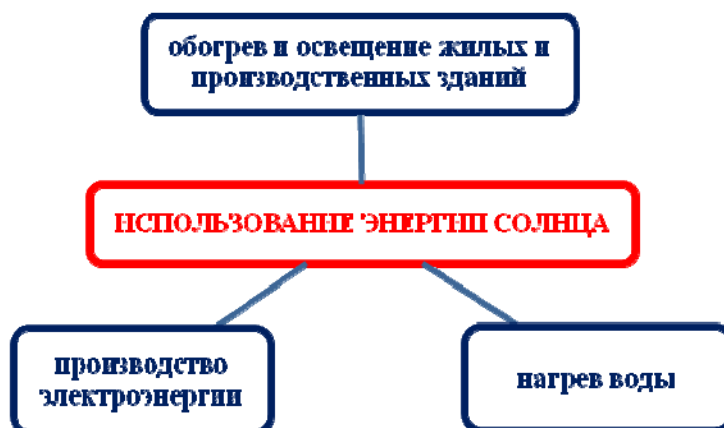 обогрев и освещение жилых и
производственных зданий
ИСПОЛЬЗОВАНИЕ ЭНЕРГИИ СОЛНЦА
производство
электроэнергии
нагрев воды